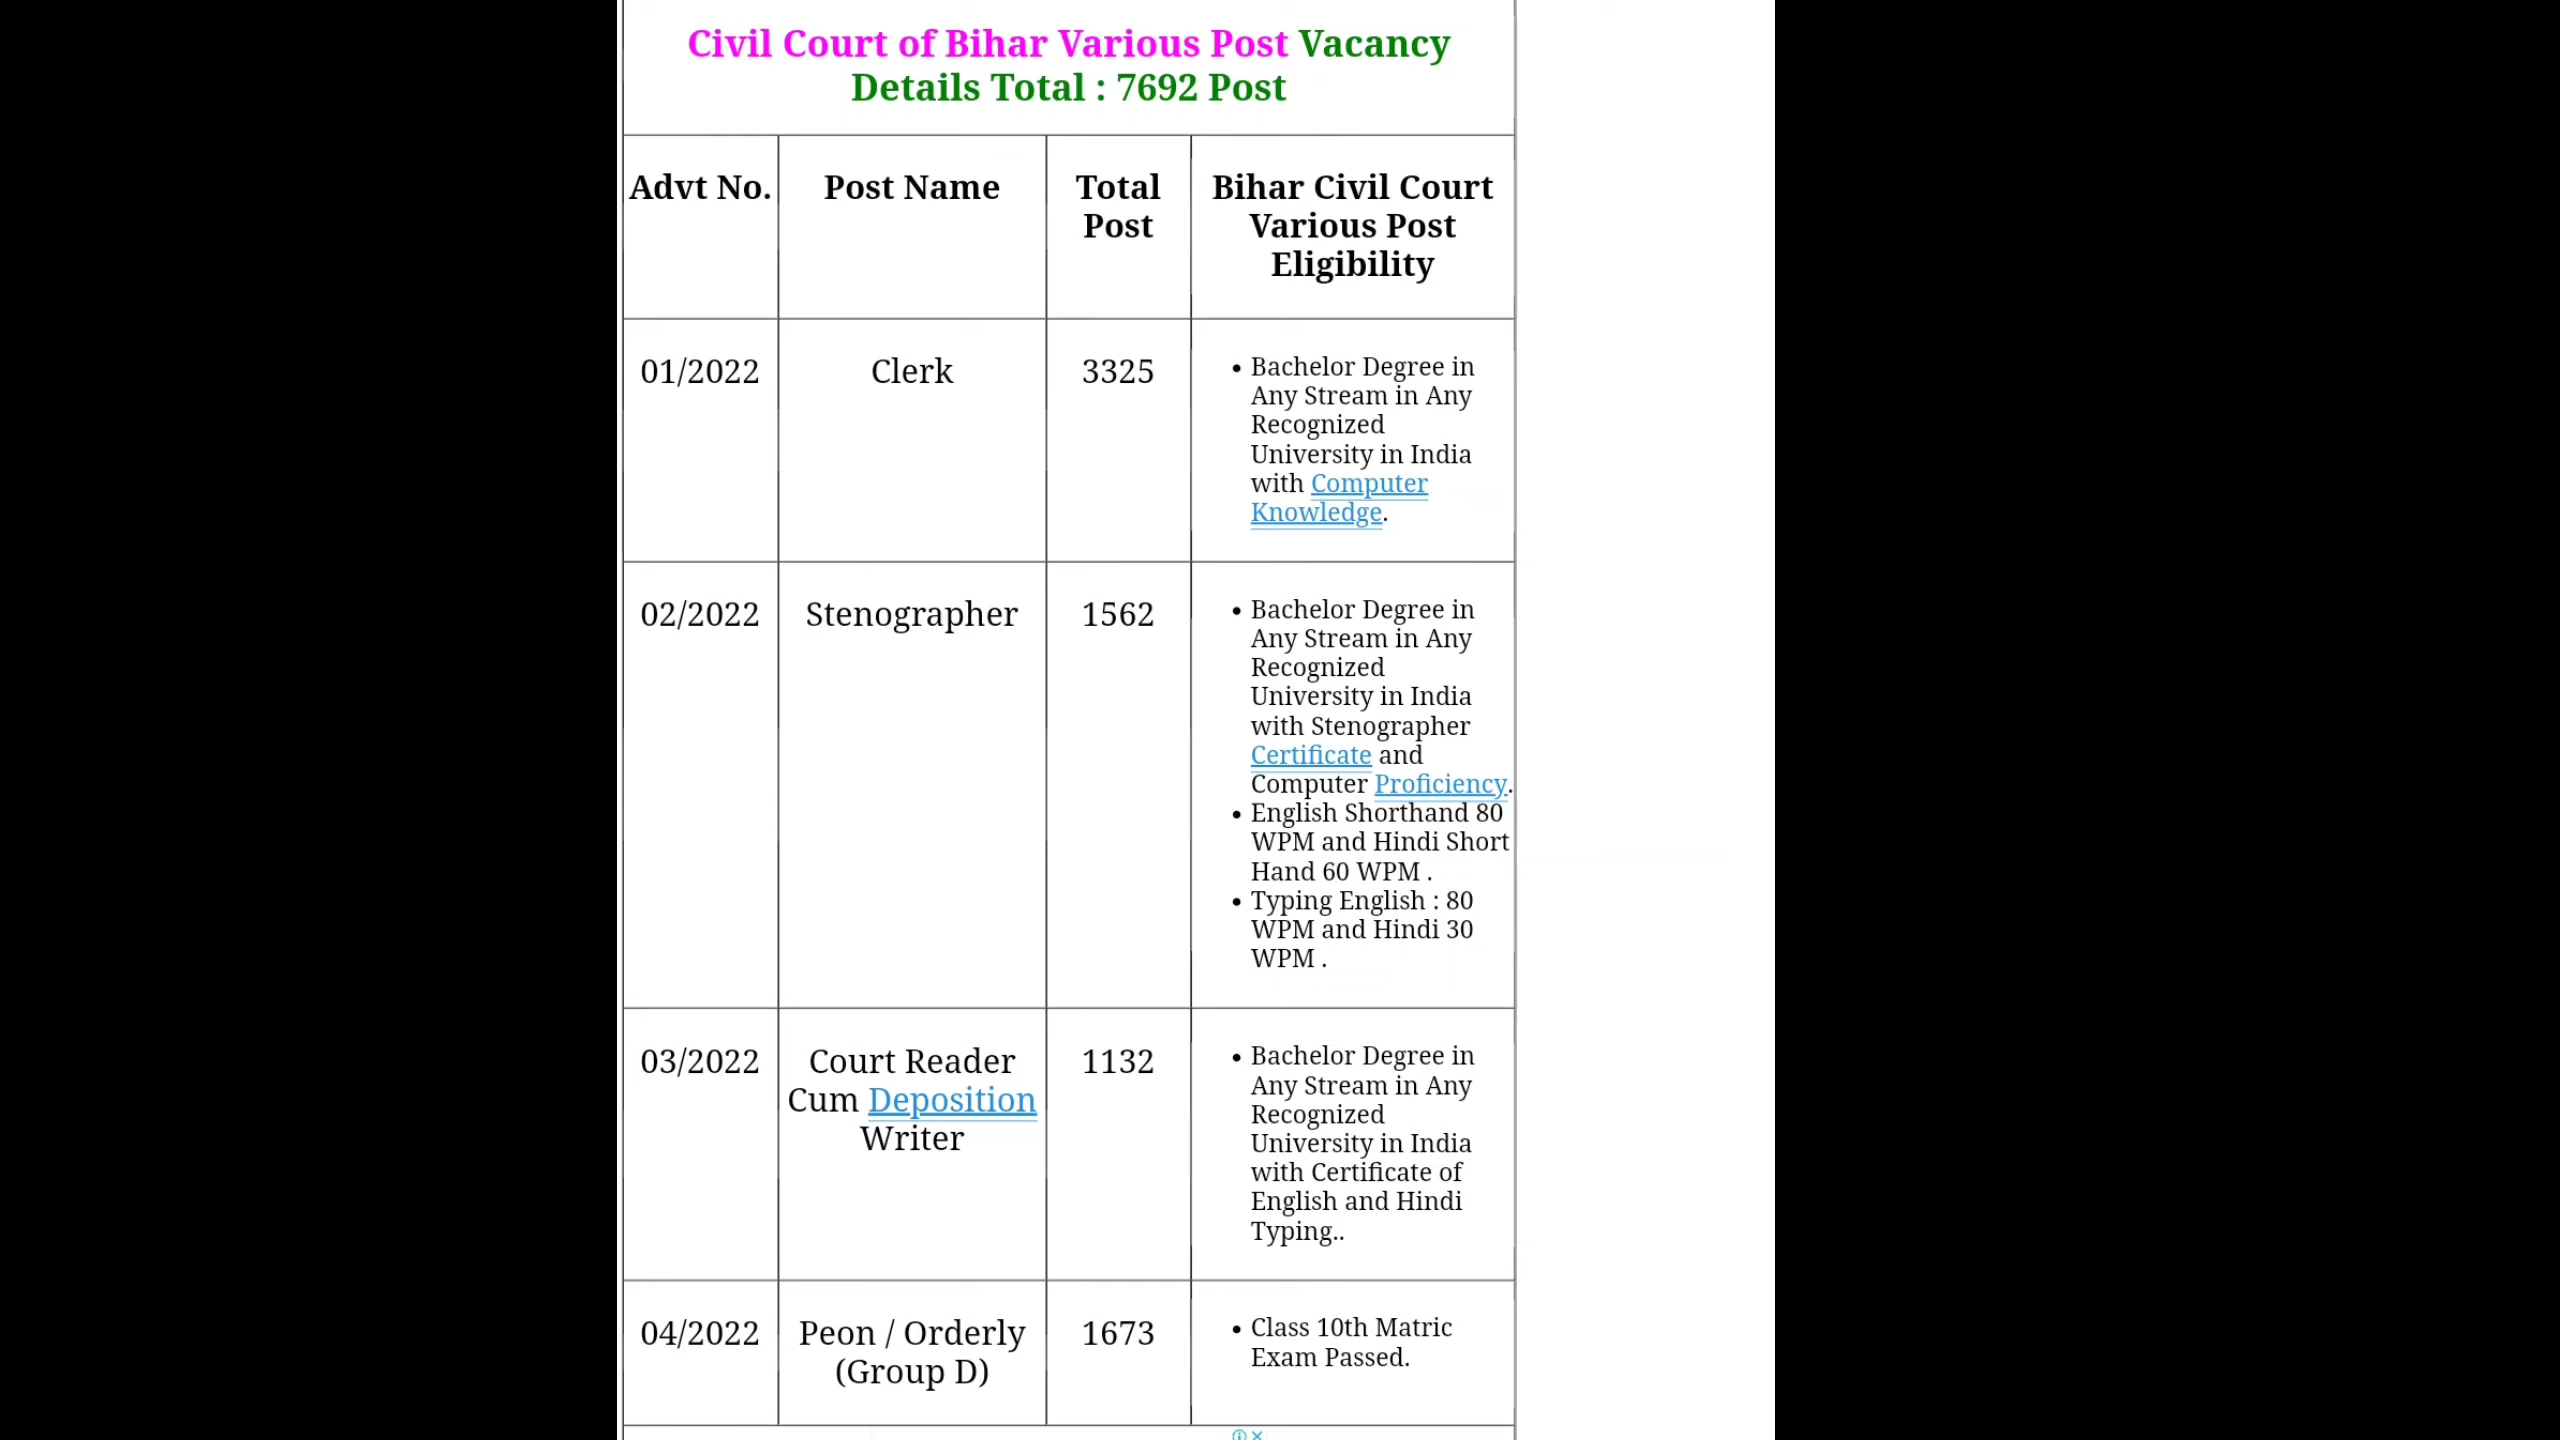 Civil Court of Bihar Various Post Vacancy
Details Total : 7692 Post
Advt No.
Post Name
Total
Post
Bihar Civil Court
Various Post
Eligibility
01/2022
Clerk
3325
• Bachelor Degree in
Any Stream in Any
Recognized
University in India
with Computer
Knowledge.
02/2022
Stenographer
1562
• Bachelor Degree in
Any Stream in Any
Recognized
University in India
with Stenographer
Certificate and
Computer Proficiency.
• English Shorthand 80
WPM and Hindi Short
Hand 60 WPM .
• Typing English : 80
WPM and Hindi 30
WPM .
03/2022
Court Reader
Cum Deposition
Writer
1132
• Bachelor Degree in
Any Stream in Any
Recognized
University in India
with Certificate of
English and Hindi
Typing..
04/2022
Peon / Orderly
(Group D)
1673
• Class 10th Matric
Exam Passed.